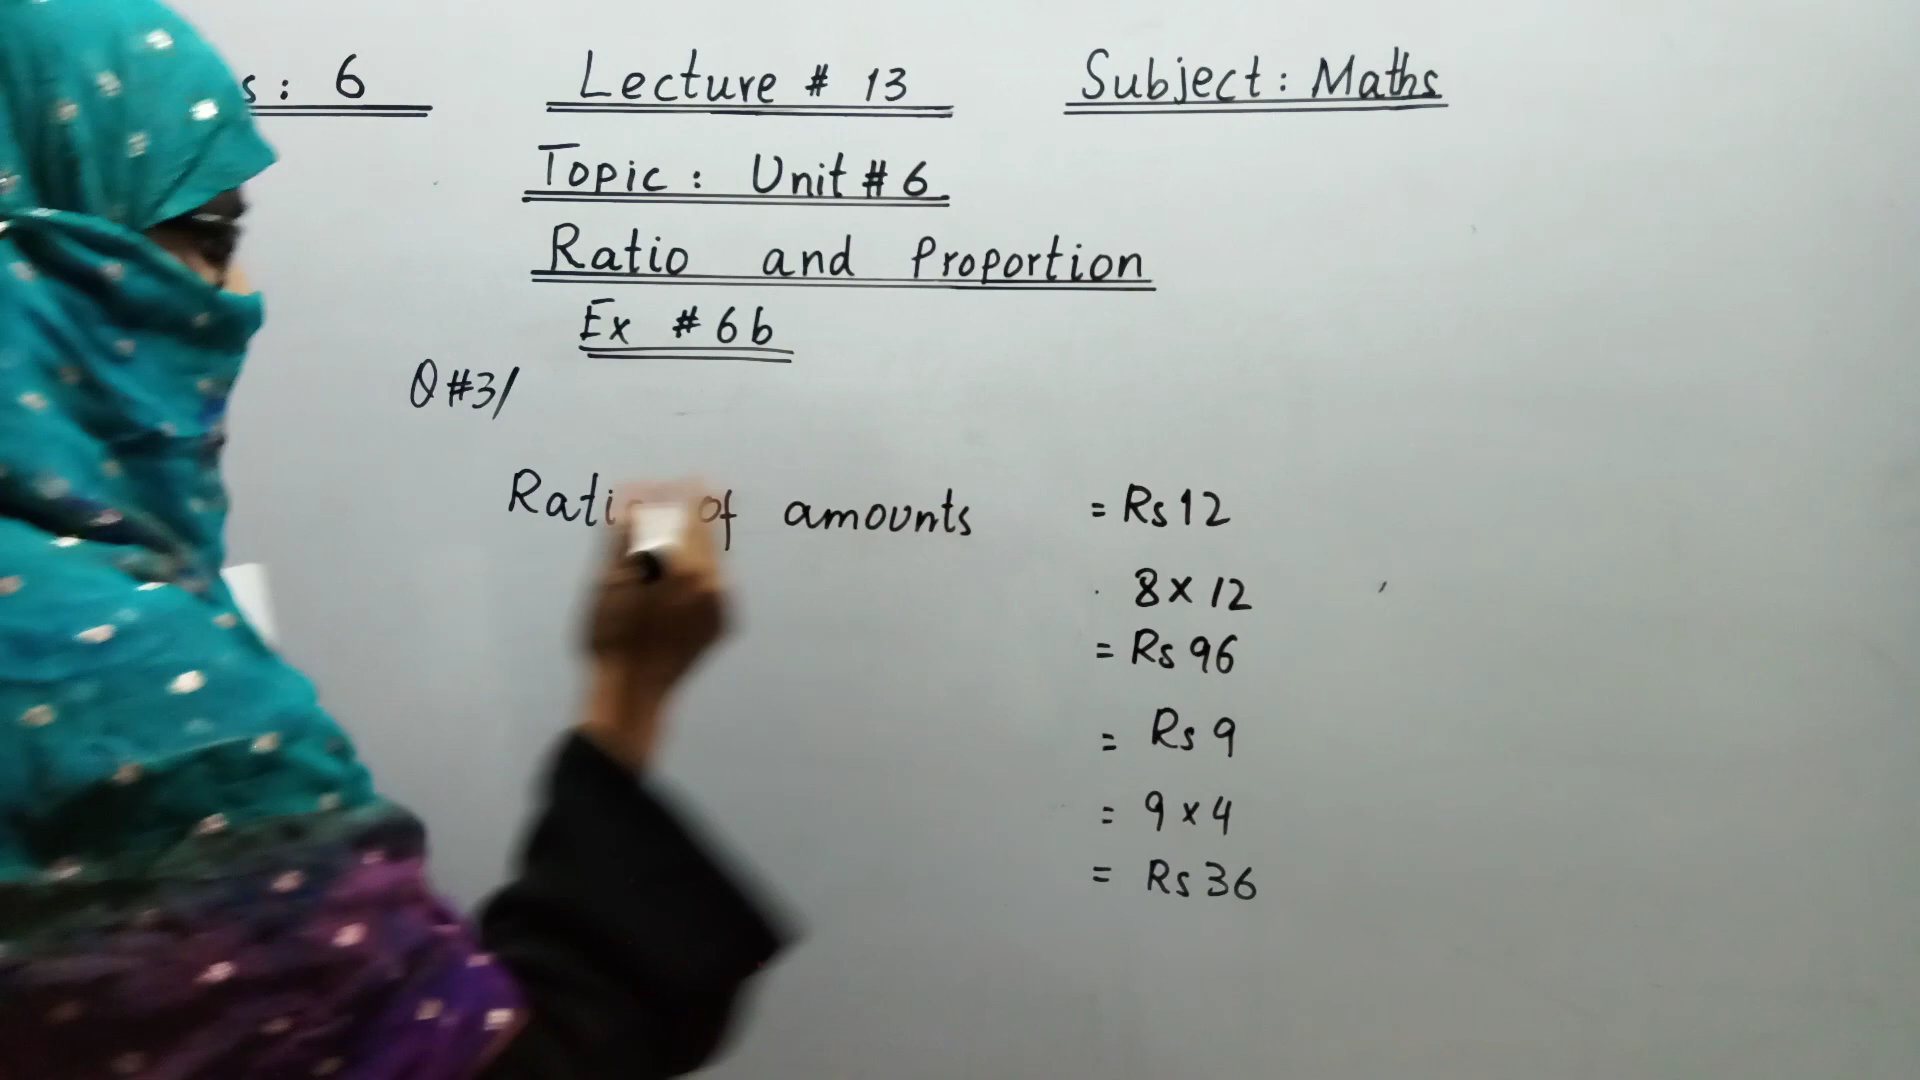 s: 6 Lecture # 13 Subject: Maths
Topic: Unit # 6
Ratio and Proportion
Ex # 6b
Q #3/
of amounts = Rs 12
8 x 12
= Rs 96
= Rs 9
= 9 x 4
= Rs 36